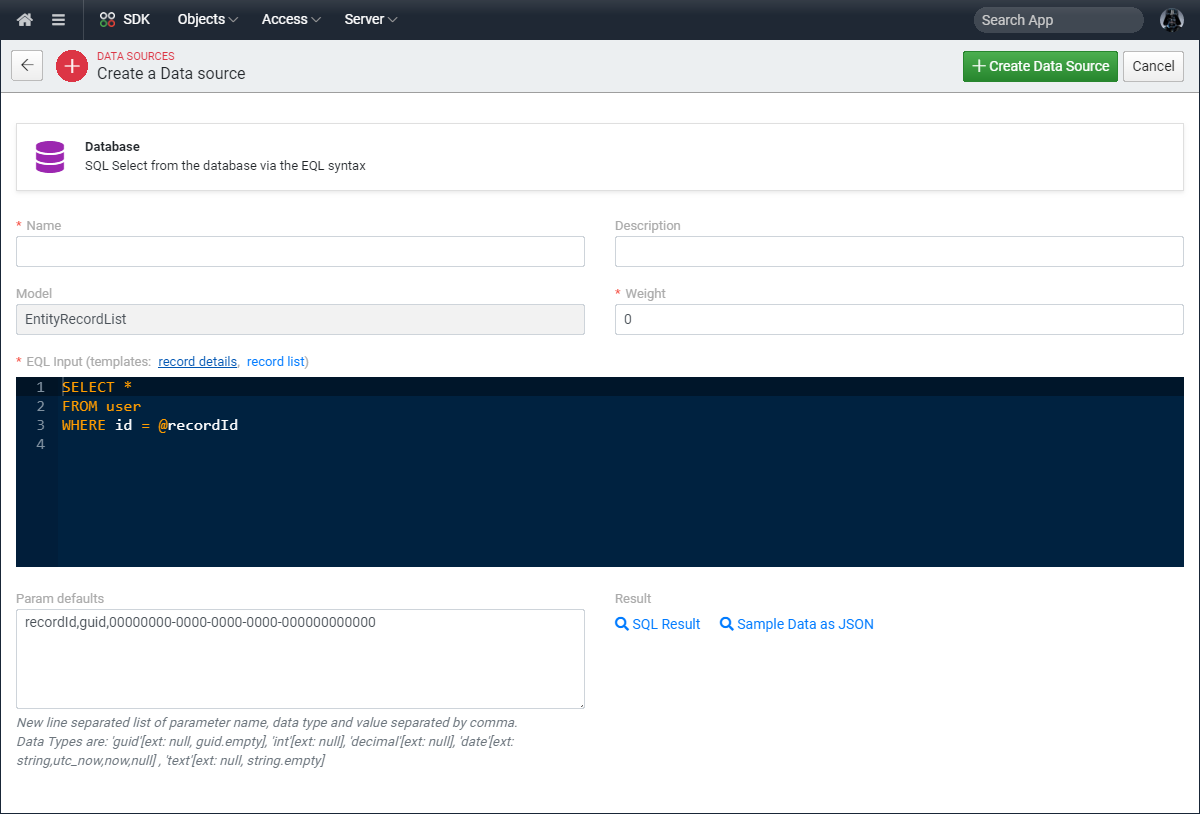 SDK Objects Access Server Search App
DATA SOURCES
Create a Data source
Create Data Source Cancel
Database
SQL Select from the database via the EQL syntax
* Name Description
Model * Weight
EntityRecordList 0
* EQL Input (templates: record details, record list)
1 SELECT *
2 FROM user
3 WHERE id = @recordId
4
Param defaults Result
recordId,guid,00000000-0000-0000-0000-000000000000
SQL Result Sample Data as JSON
New line separated list of parameter name, data type and value separated by comma.
Data Types are: 'guid'[ext: null, guid.empty], 'int'[ext: null], 'decimal'[ext: null], 'date'[ext:
string,utc_now,now,null] , 'text'[ext: null, string.empty]